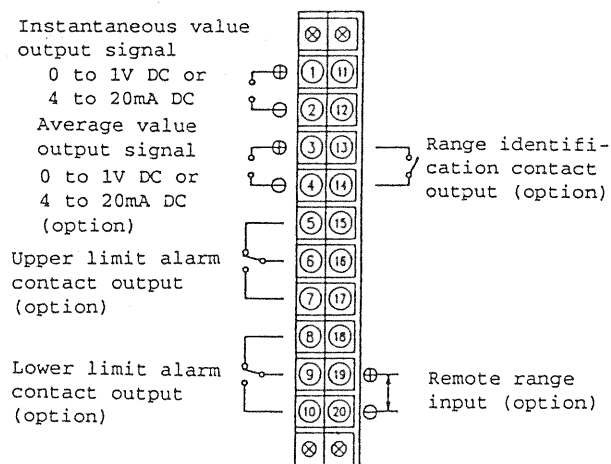 Instantaneous value
output signal
0 to 1V DC or
4 to 20mA DC
Average value
output signal
0 to 1V DC or
4 to 20mA DC
(option)
Upper limit alarm
contact output
(option)
Lower limit alarm
contact output
(option)
1 11
2 12
3 13
4 14
5 15
6 16
7 17
8 18
9 19
10 20
Range identifi-
cation contact
output (option)
Remote range
input (option)